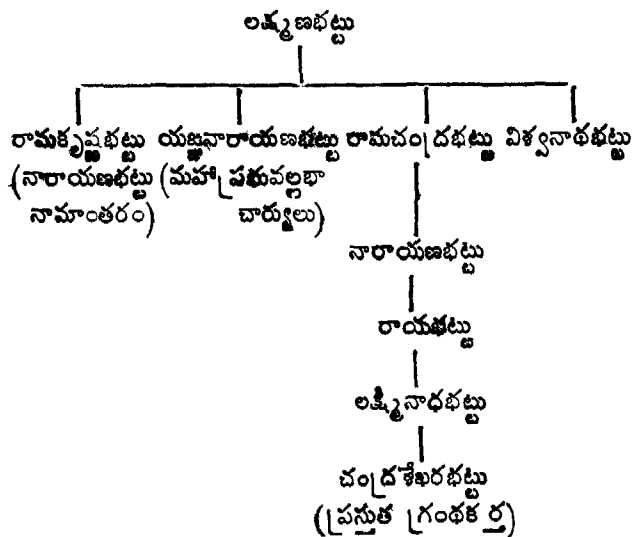 లక్ష్మణభట్టు
రామకృష్ణభట్టు యజ్ఞనారాయణభట్టు రామచంద్రభట్టు విశ్వనాథభట్టు
(నారాయణభట్టు (మహాప్రభువల్లభా
నామాంతరం) చార్యులు)
నారాయణభట్టు
రాయభట్టు
లక్ష్మీనాధభట్టు
చంద్రశేఖరభట్టు
(ప్రస్తుత గ్రంథకర్త)